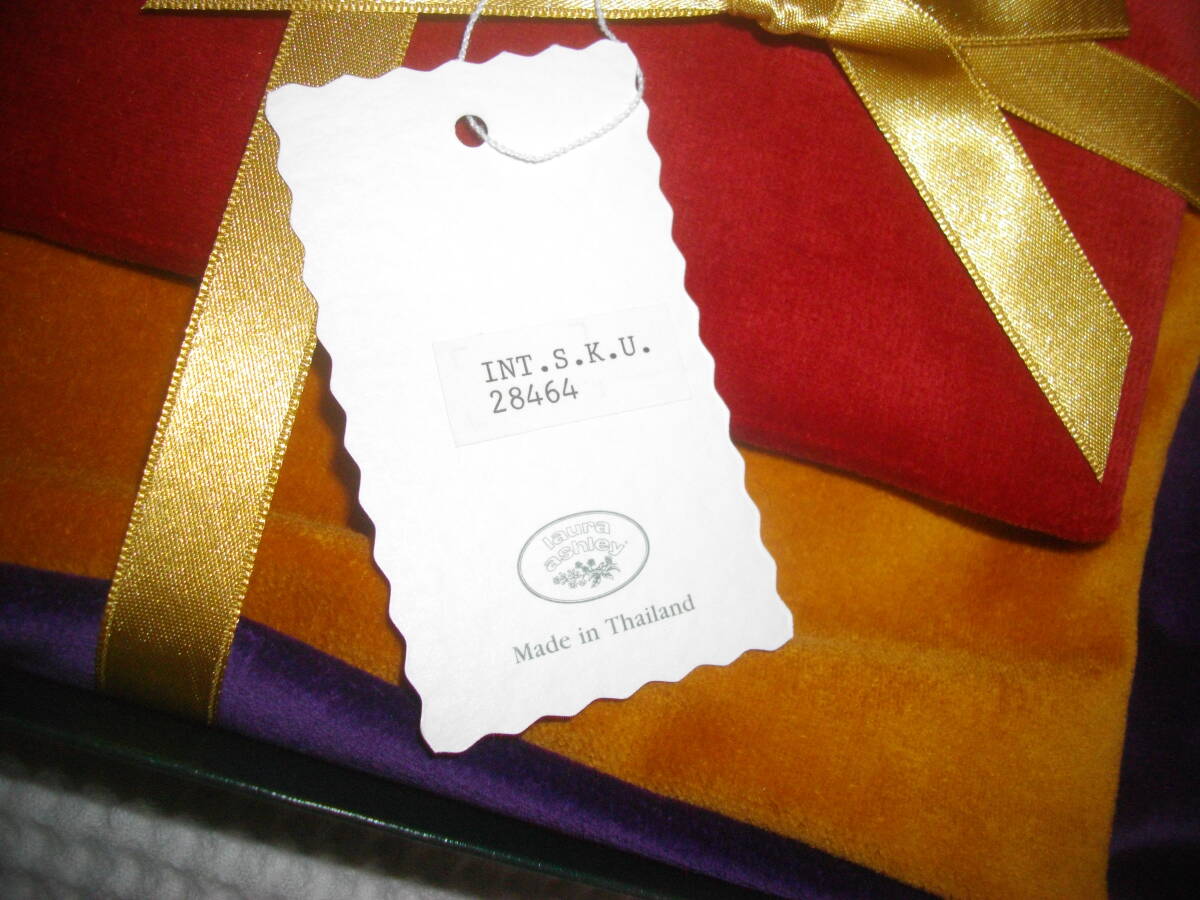 INT.S.K.U.
28464
laura
ashley
Made in Thailand